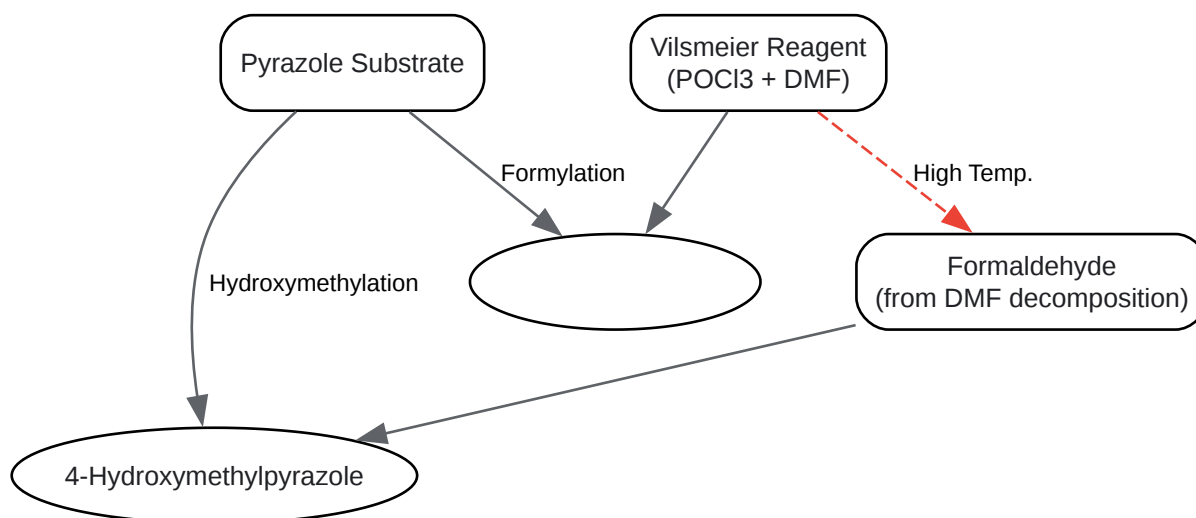 Pyrazole Substrate
Vilsmeier Reagent
(POCl3 + DMF)
Formylation
High Temp.
Hydroxymethylation
Formaldehyde
(from DMF decomposition)
4-Hydroxymethylpyrazole